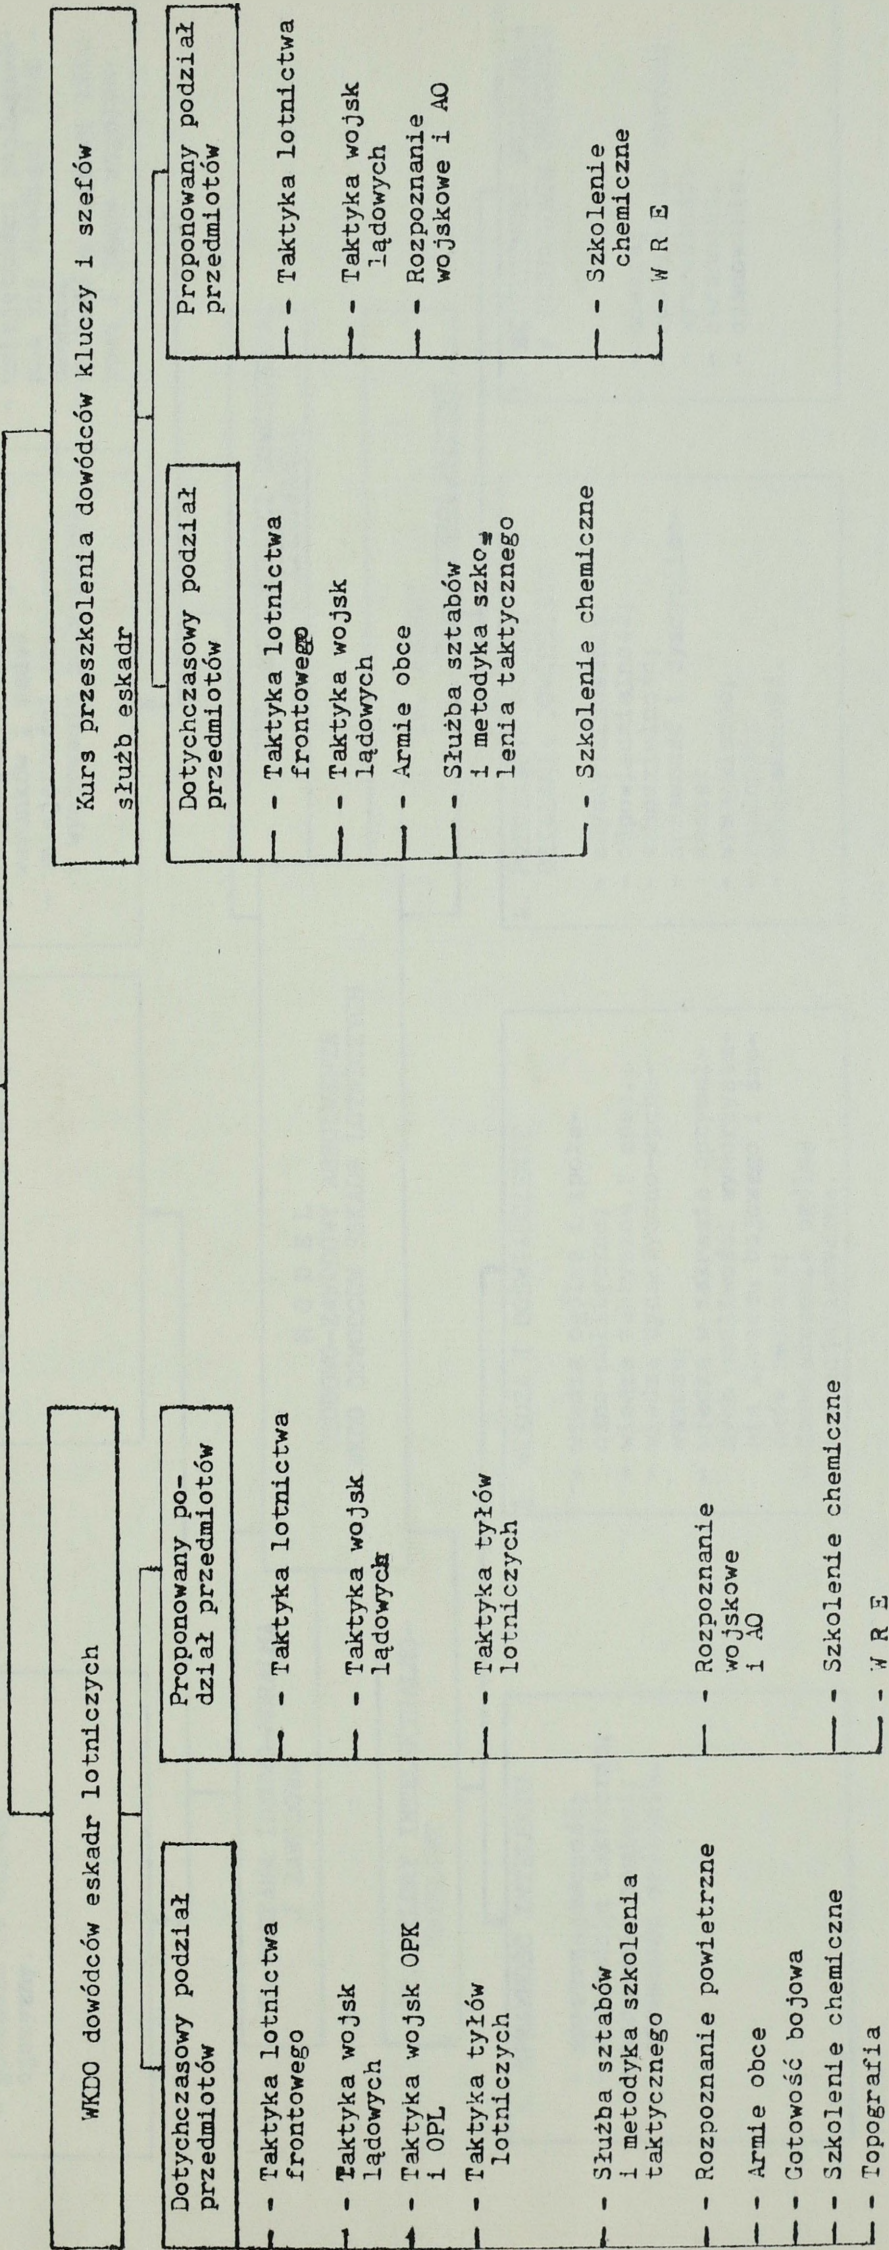 WKDO dowódców eskadr lotniczych
Dotychczasowy podział
przedmiotów
- Taktyka lotnictwa
frontowego
- Taktyka wojsk
lądowych
- Taktyka wojsk OPK
i OPL
- Taktyka tyłów
lotniczych
- Służba sztabów
i metodyka szkolenia
taktycznego
- Rozpoznanie powietrzne
- Armie obce
- Gotowość bojowa
- Szkolenie chemiczne
- Topografia
Proponowany po-
dział przedmiotów
- Taktyka lotnictwa
- Taktyka wojsk
lądowych
- Taktyka tyłów
lotniczych
- Rozpoznanie
wojskowe
i AO
- Szkolenie chemiczne
- W R E
Kurs przeszkolenia dowódców kluczy i szefów
służb eskadr
Dotychczasowy podział
przedmiotów
- Taktyka lotnictwa
frontowego
- Taktyka wojsk
lądowych
- Armie obce
- Służba sztabów
i metodyka szko-
lenia taktycznego
- Szkolenie chemiczne
Proponowany podział
przedmiotów
- Taktyka lotnictwa
- Taktyka wojsk
lądowych
- Rozpoznanie
wojskowe i AO
- Szkolenie
chemiczne
- W R E